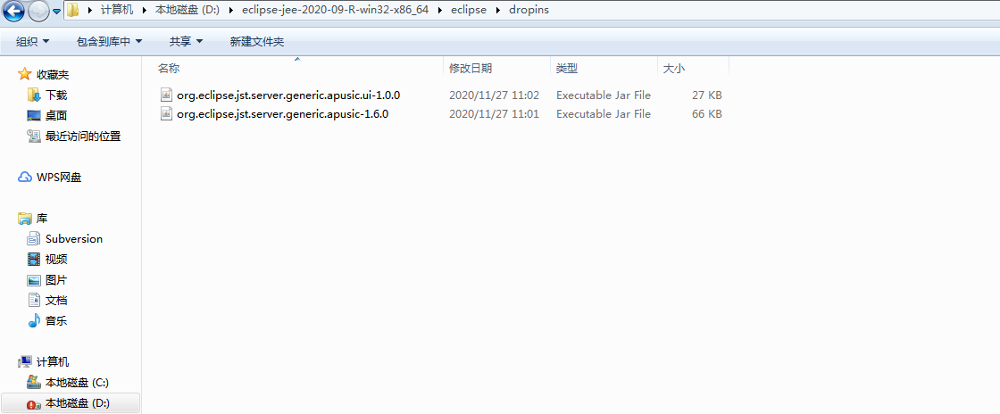 计算机 本地磁盘 (D:) eclipse-jee-2020-09-R-win32-x86_64 eclipse dropins
组织 包含到库中 共享 新建文件夹
名称 修改日期 类型 大小
收藏夹
下载
桌面
最近访问的位置
WPS网盘
库
Subversion
视频
图片
文档
音乐
计算机
本地磁盘 (C:)
本地磁盘 (D:)
org.eclipse.jst.server.generic.apusic.ui-1.0.0 2020/11/27 11:02 Executable Jar File 27 KB
org.eclipse.jst.server.generic.apusic-1.6.0 2020/11/27 11:01 Executable Jar File 66 KB